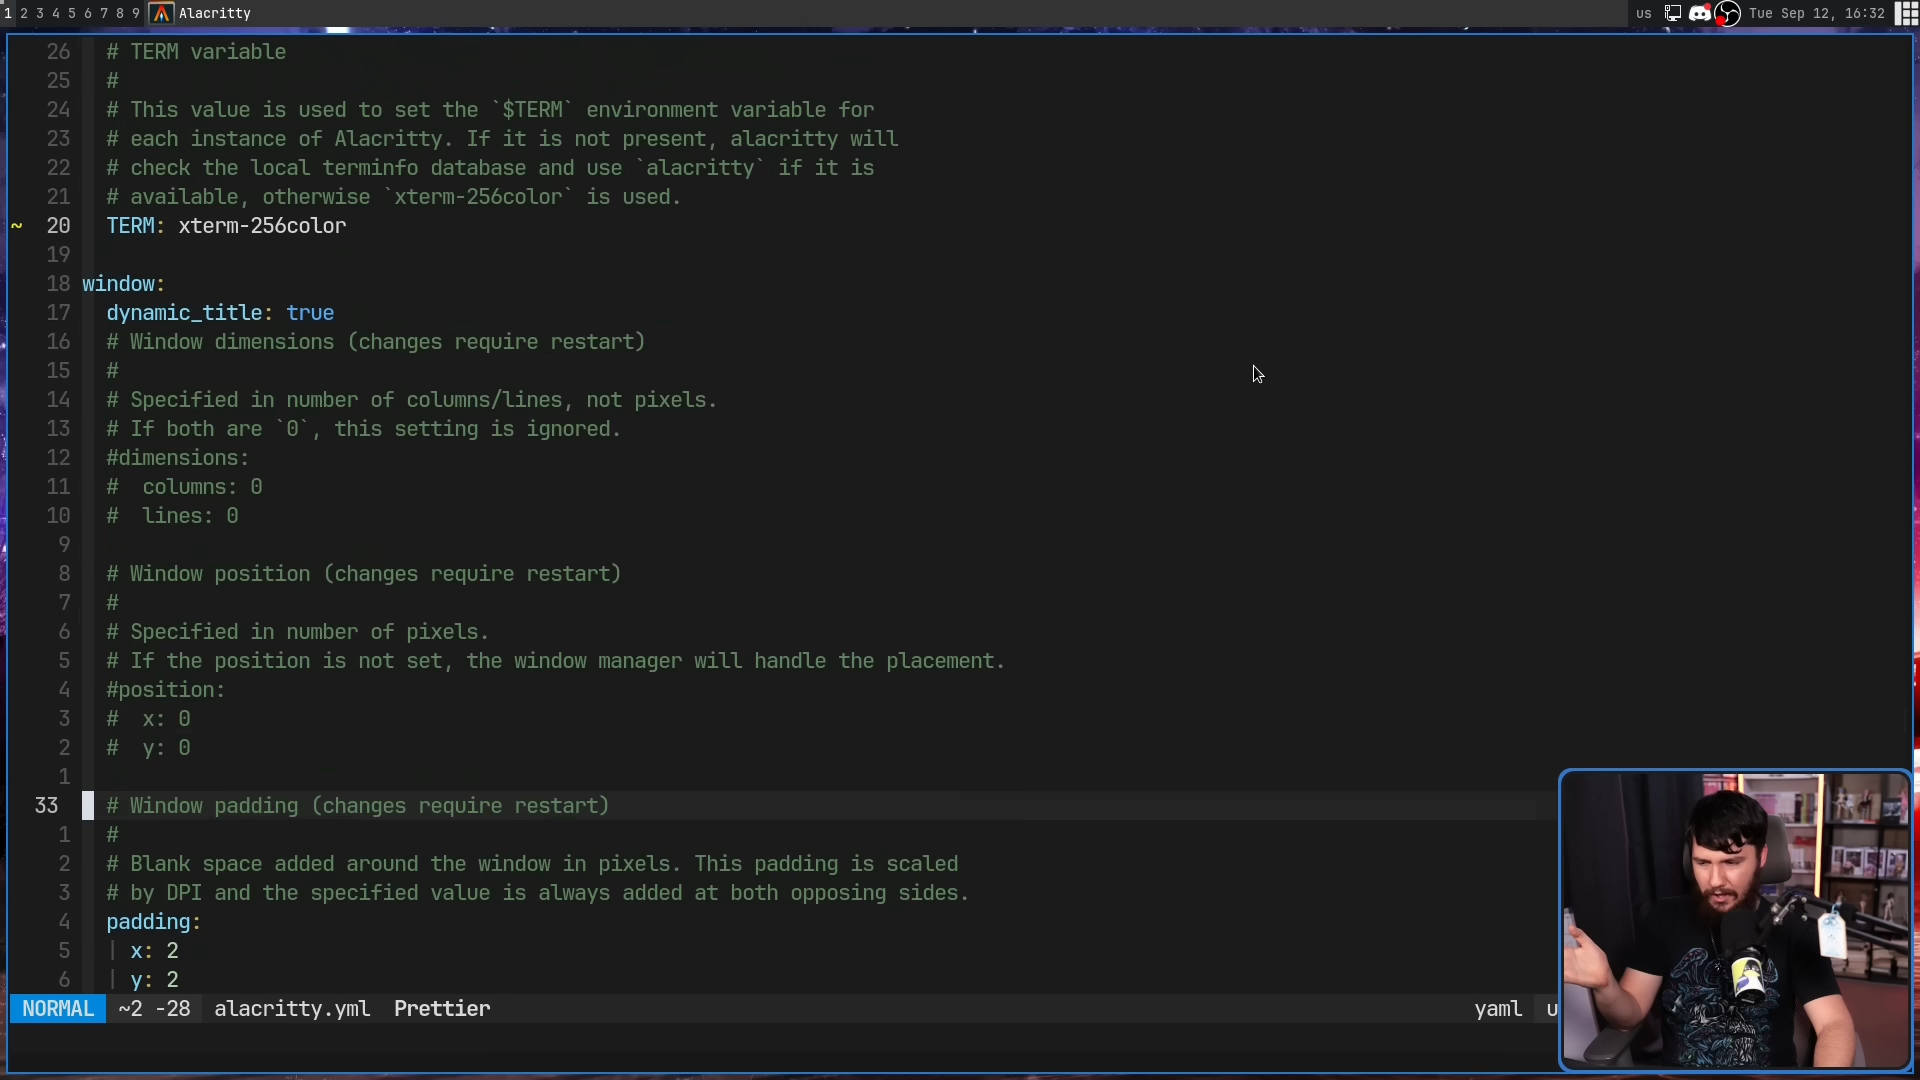 1 2 3 4 5 6 7 8 9 Alacritty us Tue Sep 12, 16:32
26 # TERM variable
25 #
24 # This value is used to set the `$TERM` environment variable for
23 # each instance of Alacritty. If it is not present, alacritty will
22 # check the local terminfo database and use `alacritty` if it is
21 # available, otherwise `xterm-256color` is used.
~ 20 TERM: xterm-256color
19
18 window:
17 dynamic_title: true
16 # Window dimensions (changes require restart)
15 #
14 # Specified in number of columns/lines, not pixels.
13 # If both are `0`, this setting is ignored.
12 #dimensions:
11 #  columns: 0
10 #  lines: 0
9
8 # Window position (changes require restart)
7 #
6 # Specified in number of pixels.
5 # If the position is not set, the window manager will handle the placement.
4 #position:
3 #  x: 0
2 #  y: 0
1
33 # Window padding (changes require restart)
1 #
2 # Blank space added around the window in pixels. This padding is scaled
3 # by DPI and the specified value is always added at both opposing sides.
4 padding:
5 | x: 2
6 | y: 2
NORMAL ~2 -28 alacritty.yml Prettier yaml u